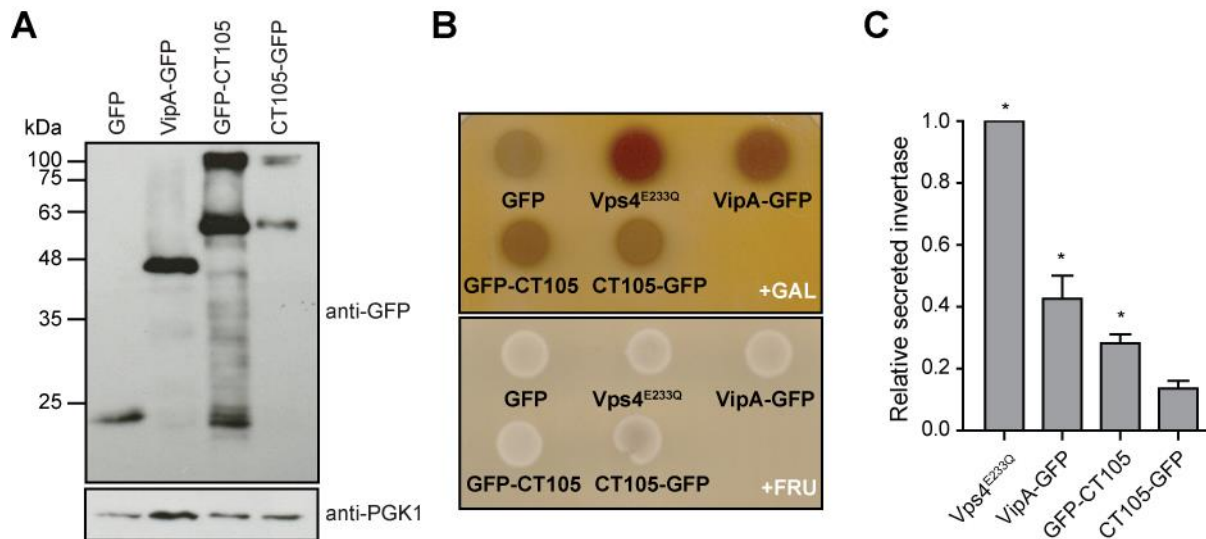 A
GFP
VipA-GFP
GFP-CT105
CT105-GFP
kDa
100
75
63
48
35
25
anti-GFP
anti-PGK1
B
GFP Vps4E233Q VipA-GFP
GFP-CT105 CT105-GFP +GAL
GFP Vps4E233Q VipA-GFP
GFP-CT105 CT105-GFP +FRU
C
Relative secreted invertase
1.0
0.8
0.6
0.4
0.2
0.0
*
*
*
Vps4E233Q
VipA-GFP
GFP-CT105
CT105-GFP